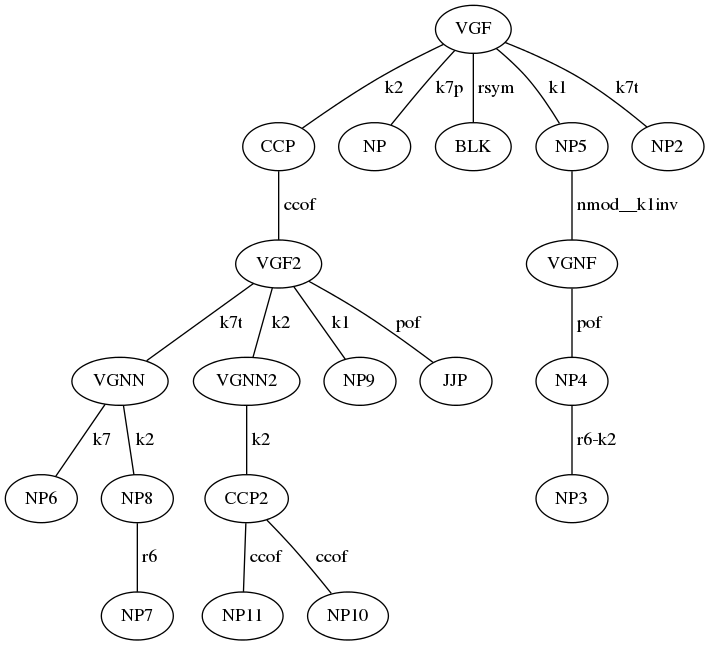 VGF
k2 k7p rsym k1 k7t
CCP NP BLK NP5 NP2
ccof nmod__k1inv
VGF2 VGNF
k7t k2 k1 pof pof
VGNN VGNN2 NP9 JJP NP4
k7 k2 k2 r6-k2
NP6 NP8 CCP2 NP3
r6 ccof ccof
NP7 NP11 NP10